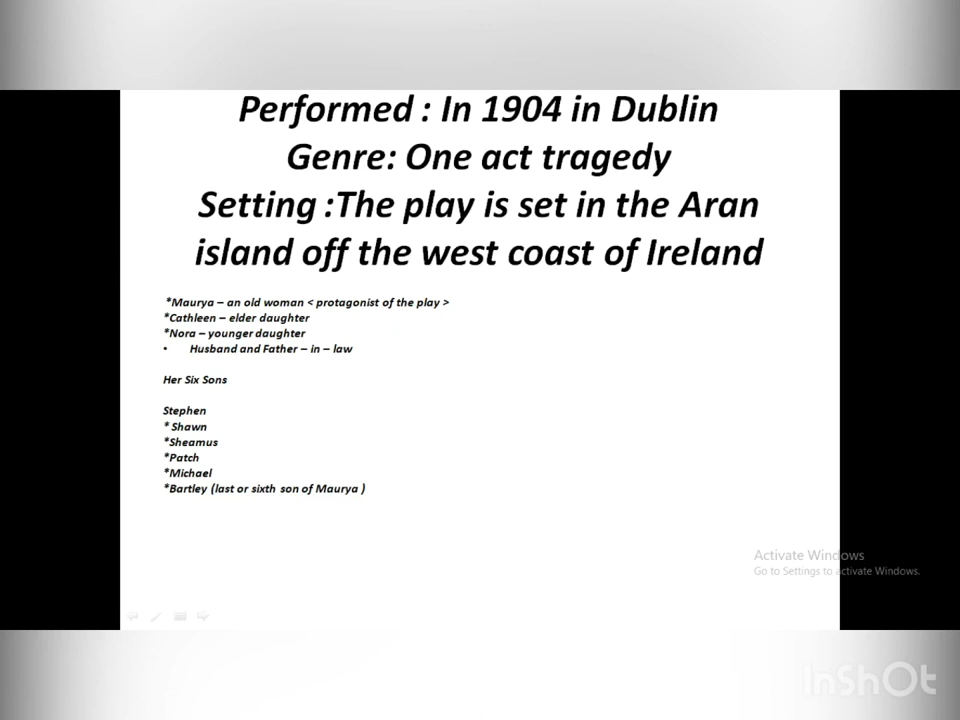 Performed : In 1904 in Dublin
Genre: One act tragedy
Setting :The play is set in the Aran
island off the west coast of Ireland
*Maurya – an old woman < protagonist of the play >
*Cathleen – elder daughter
*Nora – younger daughter
• Husband and Father – in – law
Her Six Sons
Stephen
* Shawn
*Sheamus
*Patch
*Michael
*Bartley (last or sixth son of Maurya )
Activate Windows
Go to Settings to activate Windows.
InShOt